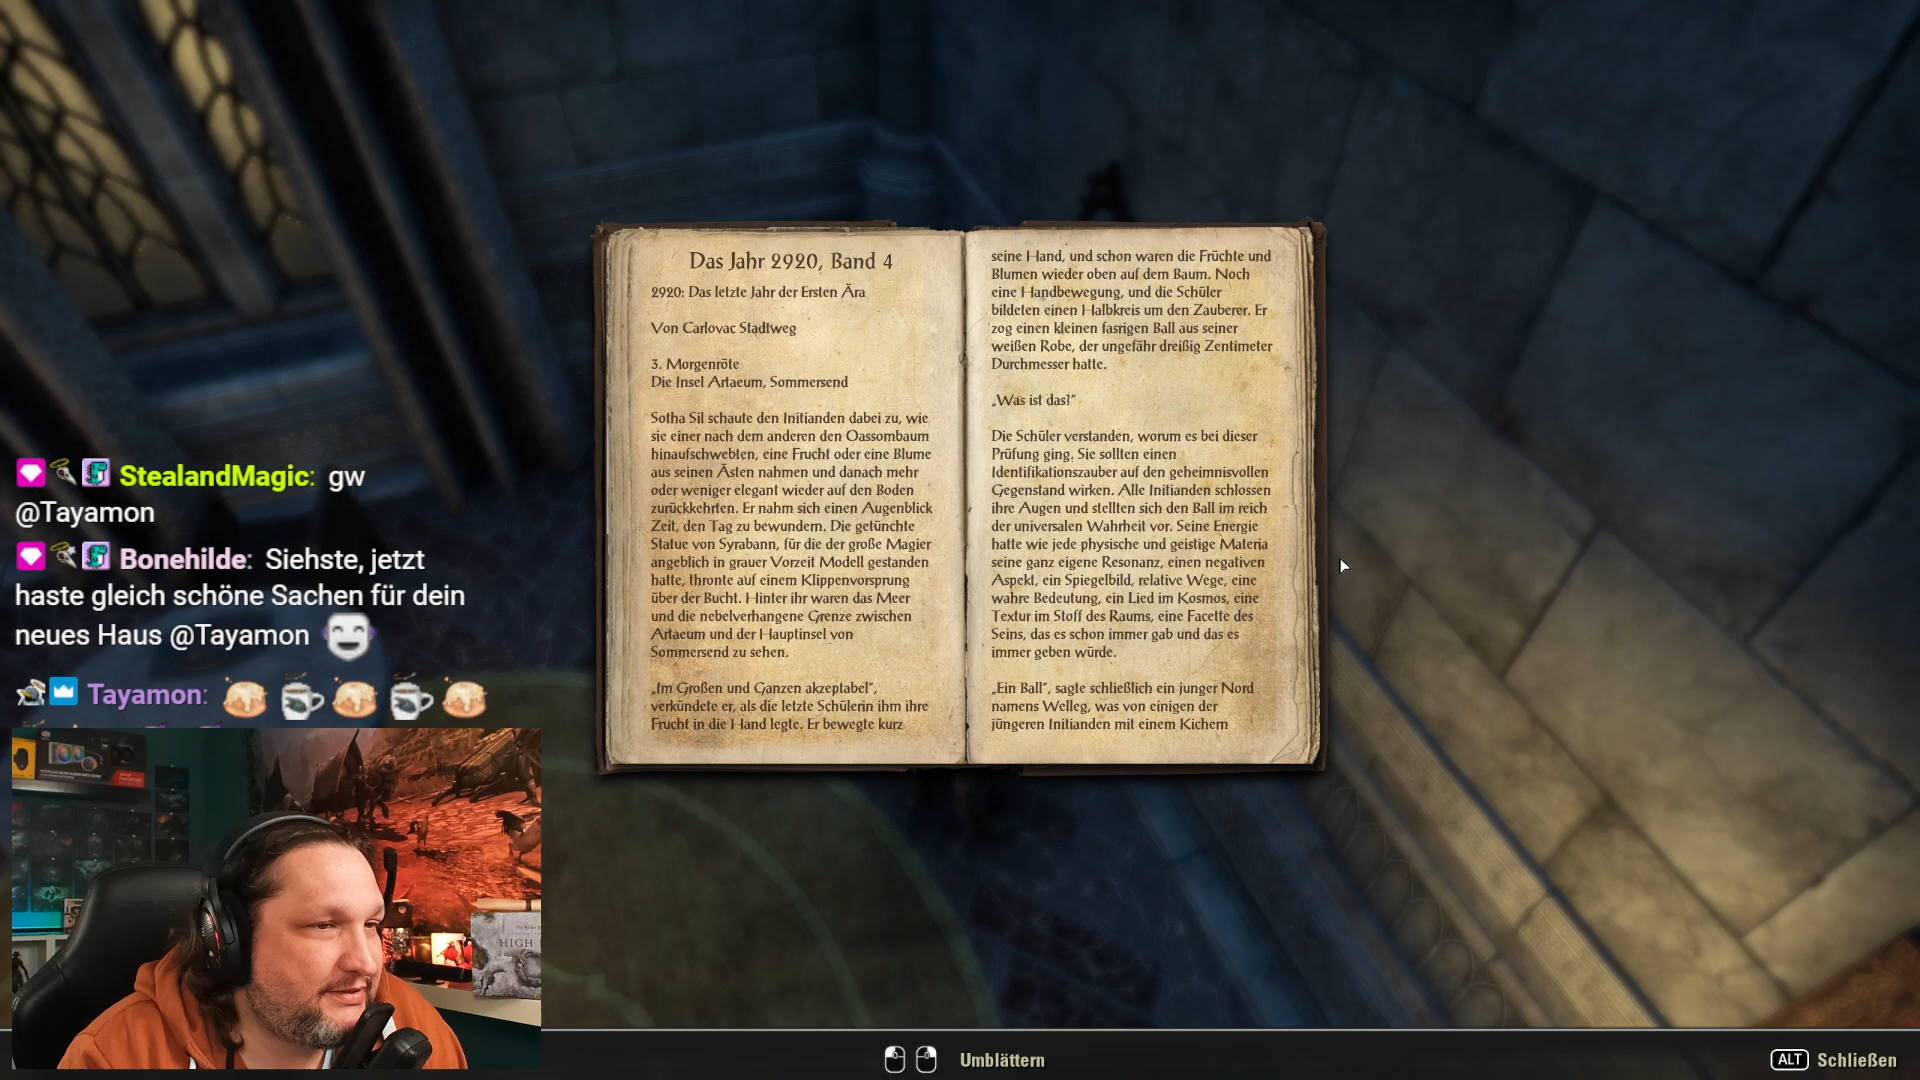 Das Jahr 2920, Band 4
2920: Das letzte Jahr der Ersten Ära
Von Carlovac Stadtweg
3. Morgenröte
Die Insel Artaeum, Sommersend
Sotha Sil schaute den Initianden dabei zu, wie
sie einer nach dem anderen den Oassombaum
hinaufschwebten, eine Frucht oder eine Blume
aus seinen Ästen nahmen und danach mehr
oder weniger elegant wieder auf den Boden
zurückkehrten. Er nahm sich einen Augenblick
Zeit, den Tag zu bewundern. Die getünchte
Statue von Syrabann, für die der große Magier
angeblich in grauer Vorzeit Modell gestanden
hatte, thronte auf einem Klippenvorsprung
über der Bucht. Hinter ihr waren das Meer
und die nebelverhangene Grenze zwischen
Artaeum und der Hauptinsel von
Sommersend zu sehen.
„Im Großen und Ganzen akzeptabel“,
verkündete er, als die letzte Schülerin ihm ihre
Frucht in die Hand legte. Er bewegte kurz
seine Hand, und schon waren die Früchte und
Blumen wieder oben auf dem Baum. Noch
eine Handbewegung, und die Schüler
bildeten einen Halbkreis um den Zauberer. Er
zog einen kleinen fasrigen Ball aus seiner
weißen Robe, der ungefähr dreißig Zentimeter
Durchmesser hatte.
„Was ist das?“
Die Schüler verstanden, worum es bei dieser
Prüfung ging. Sie sollten einen
Identifikationszauber auf den geheimnisvollen
Gegenstand wirken. Alle Initianden schlossen
ihre Augen und stellten sich den Ball im reich
der universalen Wahrheit vor. Seine Energie
hatte wie jede physische und geistige Materia
seine ganz eigene Resonanz, einen negativen
Aspekt, ein Spiegelbild, relative Wege, eine
wahre Bedeutung, ein Lied im Kosmos, eine
Textur im Stoff des Raums, eine Facette des
Seins, das es schon immer gab und das es
immer geben würde.
„Ein Ball“, sagte schließlich ein junger Nord
namens Welleg, was von einigen der
jüngeren Initianden mit einem Kichern
StealandMagic: gw
@Tayamon
Bonehilde: Siehste, jetzt
haste gleich schöne Sachen für dein
neues Haus @Tayamon
Tayamon:
HIGH
Umblättern
ALT Schließen